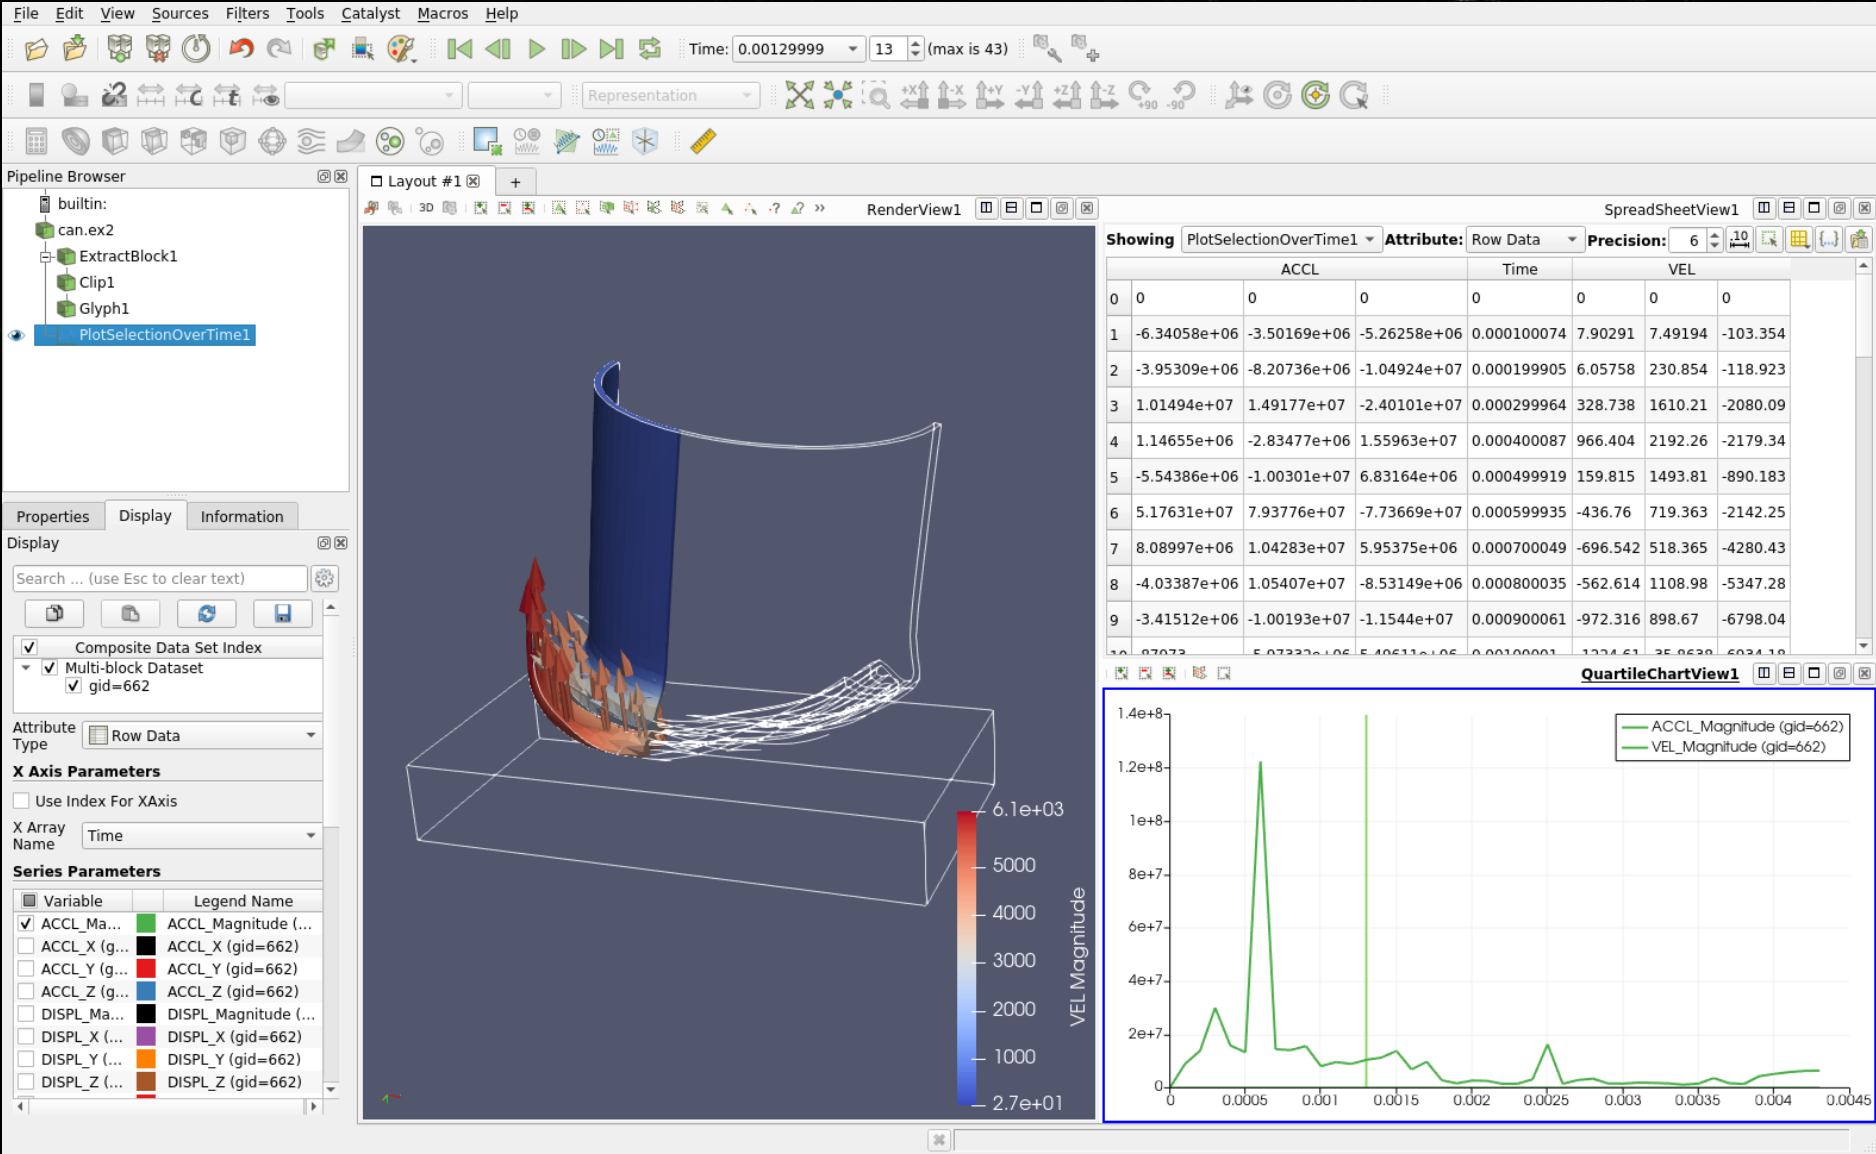 File Edit View Sources Filters Tools Catalyst Macros Help
Time: 0.00129999 13 (max is 43)
Representation
+X -X +Y -Y +Z -Z +90 -90
Pipeline Browser
builtin:
can.ex2
ExtractBlock1
Clip1
Glyph1
PlotSelectionOverTime1
Properties Display Information
Display
Search ... (use Esc to clear text)
Composite Data Set Index
Multi-block Dataset
gid=662
Attribute Type Row Data
X Axis Parameters
Use Index For XAxis
X Array Name Time
Series Parameters
Variable Legend Name
ACCL_Ma... ACCL_Magnitude (...
ACCL_X (g... ACCL_X (gid=662)
ACCL_Y (g... ACCL_Y (gid=662)
ACCL_Z (g... ACCL_Z (gid=662)
DISPL_Ma... DISPL_Magnitude (...
DISPL_X (... DISPL_X (gid=662)
DISPL_Y (... DISPL_Y (gid=662)
DISPL_Z (... DISPL_Z (gid=662)
Layout #1 +
3D RenderView1
6.1e+03
5000
4000
3000
2000
1000
2.7e+01
VEL Magnitude
SpreadSheetView1
Showing PlotSelectionOverTime1 Attribute: Row Data Precision: 6 .10 {...}
ACCL Time VEL
0 0 0 0 0 0 0 0
1 -6.34058e+06 -3.50169e+06 -5.26258e+06 0.000100074 7.90291 7.49194 -103.354
2 -3.95309e+06 -8.20736e+06 -1.04924e+07 0.000199905 6.05758 230.854 -118.923
3 1.01494e+07 1.49177e+07 -2.40101e+07 0.000299964 328.738 1610.21 -2080.09
4 1.14655e+06 -2.83477e+06 1.55963e+07 0.000400087 966.404 2192.26 -2179.34
5 -5.54386e+06 -1.00301e+07 6.83164e+06 0.000499919 159.815 1493.81 -890.183
6 5.17631e+07 7.93776e+07 -7.73669e+07 0.000599935 -436.76 719.363 -2142.25
7 8.08997e+06 1.04283e+07 5.95375e+06 0.000700049 -696.542 518.365 -4280.43
8 -4.03387e+06 1.05407e+07 -8.53149e+06 0.000800035 -562.614 1108.98 -5347.28
9 -3.41512e+06 -1.00193e+07 -1.1544e+07 0.000900061 -972.316 898.67 -6798.04
QuartileChartView1
ACCL_Magnitude (gid=662)
VEL_Magnitude (gid=662)
1.4e+8
1.2e+8
1e+8
8e+7
6e+7
4e+7
2e+7
0
0 0.0005 0.001 0.0015 0.002 0.0025 0.003 0.0035 0.004 0.0045